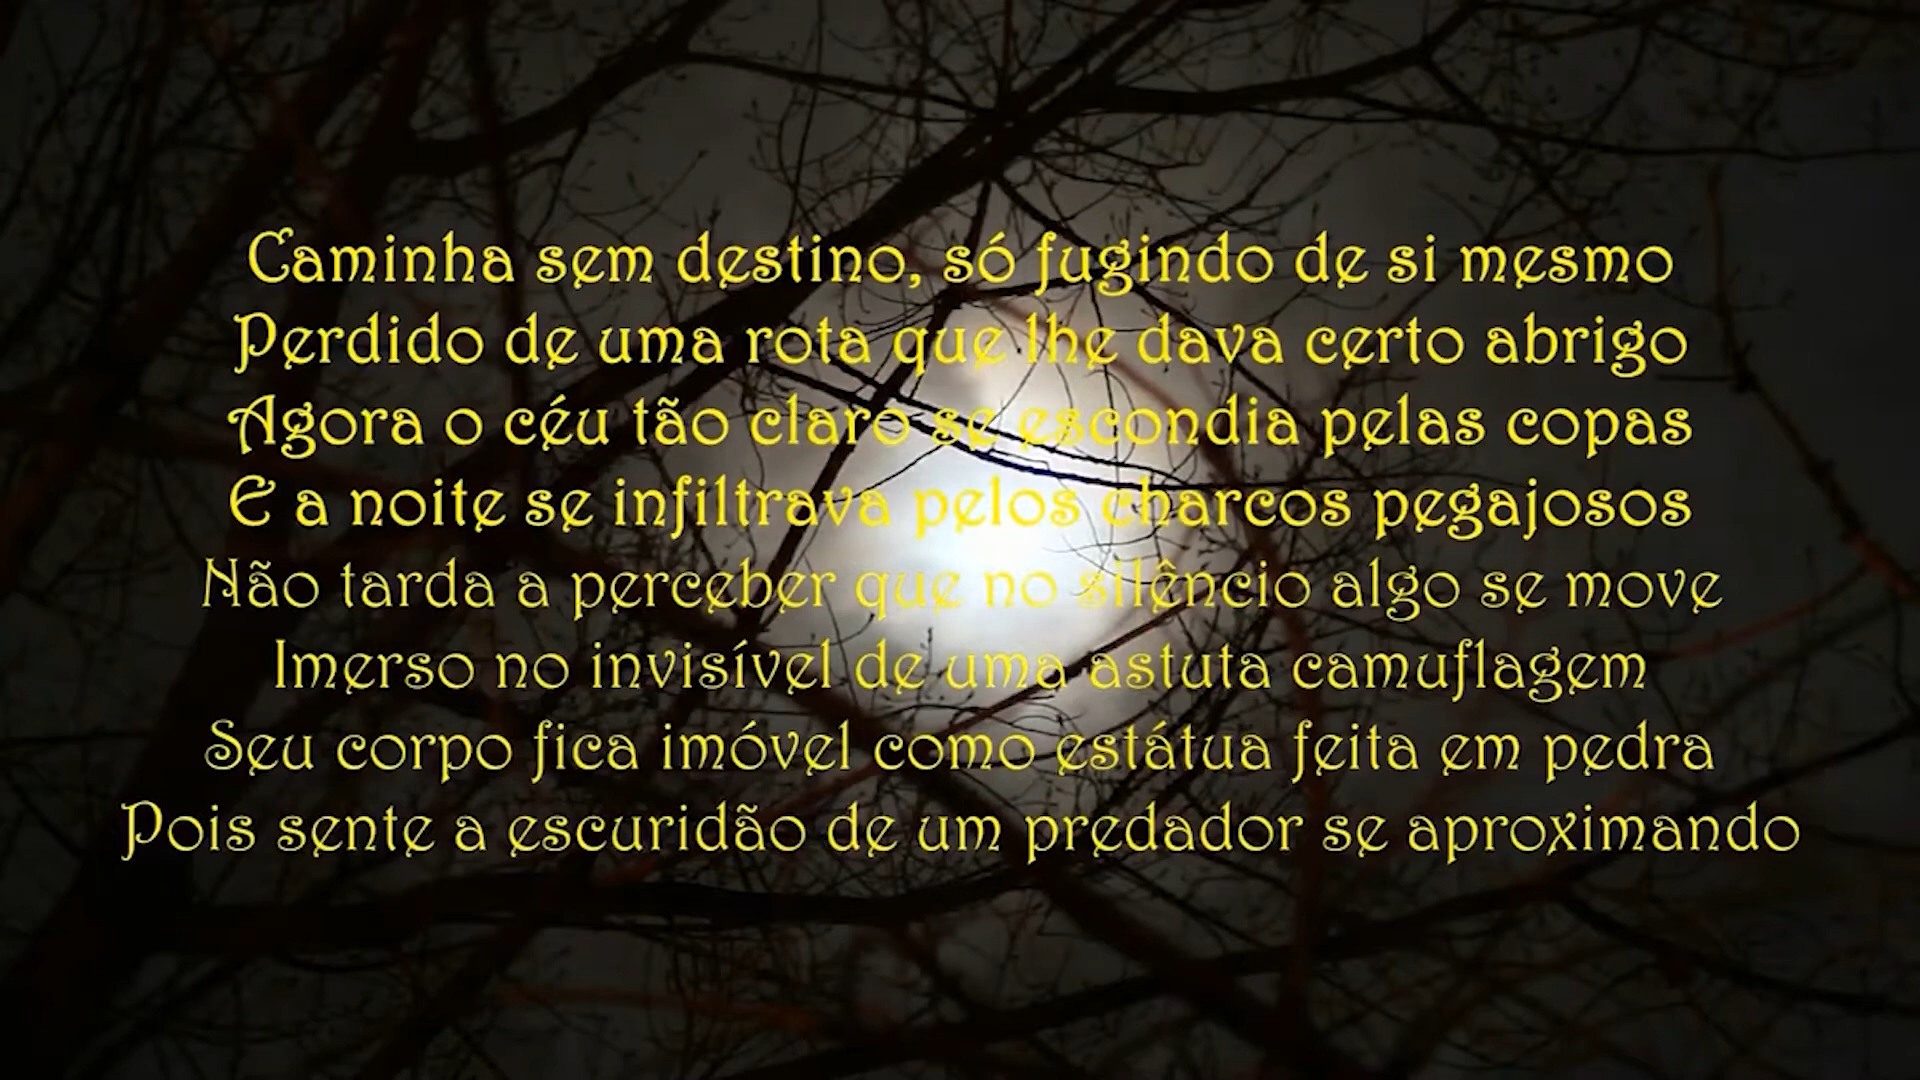 Caminha sem destino, só fugindo de si mesmo
Perdido de uma rota que lhe dava certo abrigo
Agora o céu tão claro se escondia pelas copas
E a noite se infiltrava pelos charcos pegajosos
Não tarda a perceber que no silêncio algo se move
Imerso no invisível de uma astuta camuflagem
Seu corpo fica imóvel como estátua feita em pedra
Pois sente a escuridão de um predador se aproximando